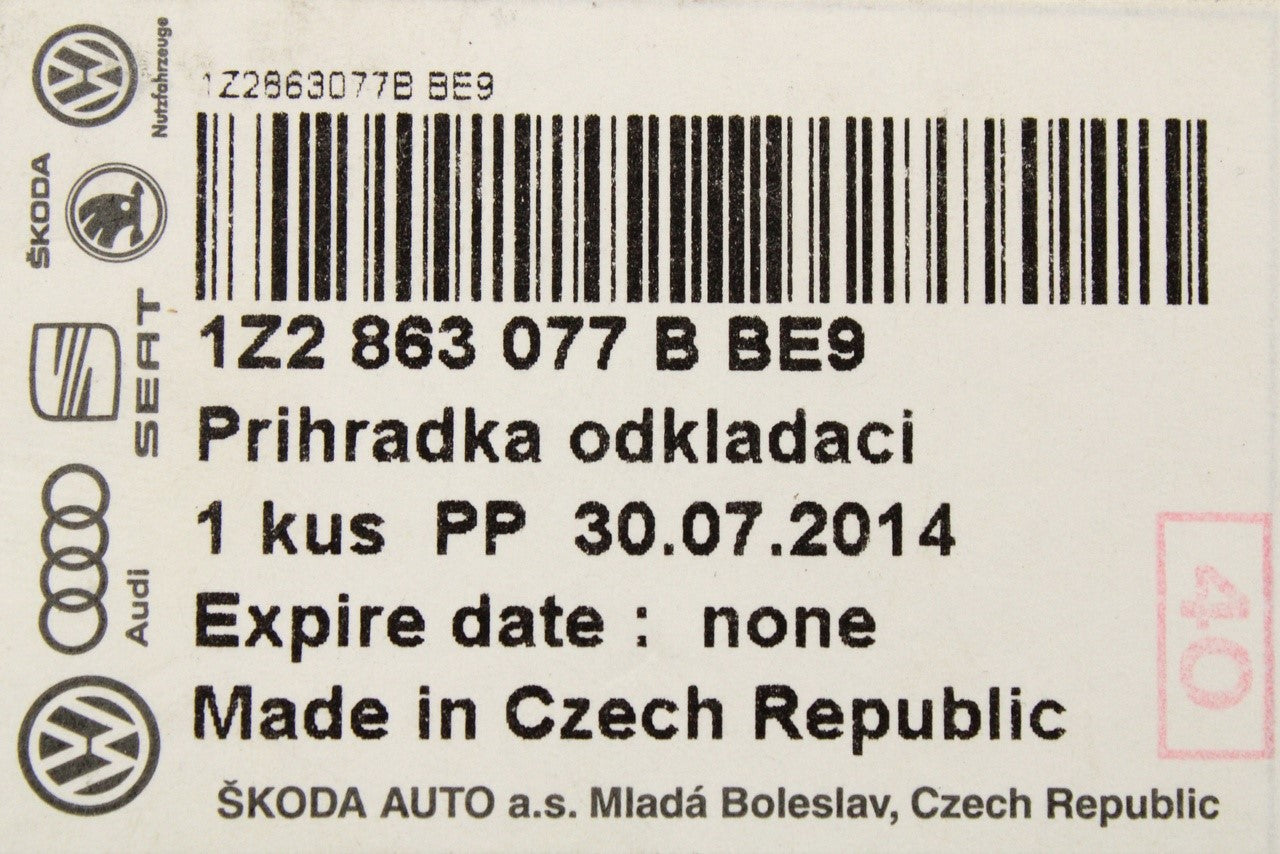 Nutzfahrzeuge
ŠKODA
SEAT
Audi
1Z2863077B BE9
1Z2 863 077 B BE9
Prihradka odkladaci
1 kus PP 30.07.2014
Expire date : none
Made in Czech Republic
40
ŠKODA AUTO a.s. Mladá Boleslav, Czech Republic